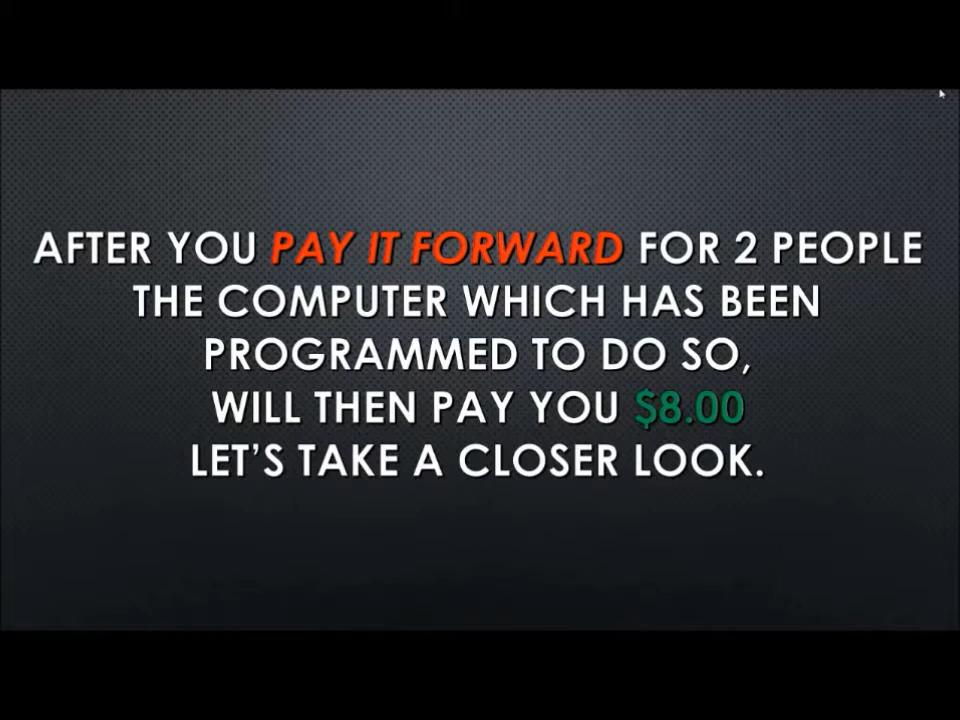 AFTER YOU PAY IT FORWARD FOR 2 PEOPLE
THE COMPUTER WHICH HAS BEEN
PROGRAMMED TO DO SO,
WILL THEN PAY YOU $8.00
LET’S TAKE A CLOSER LOOK.